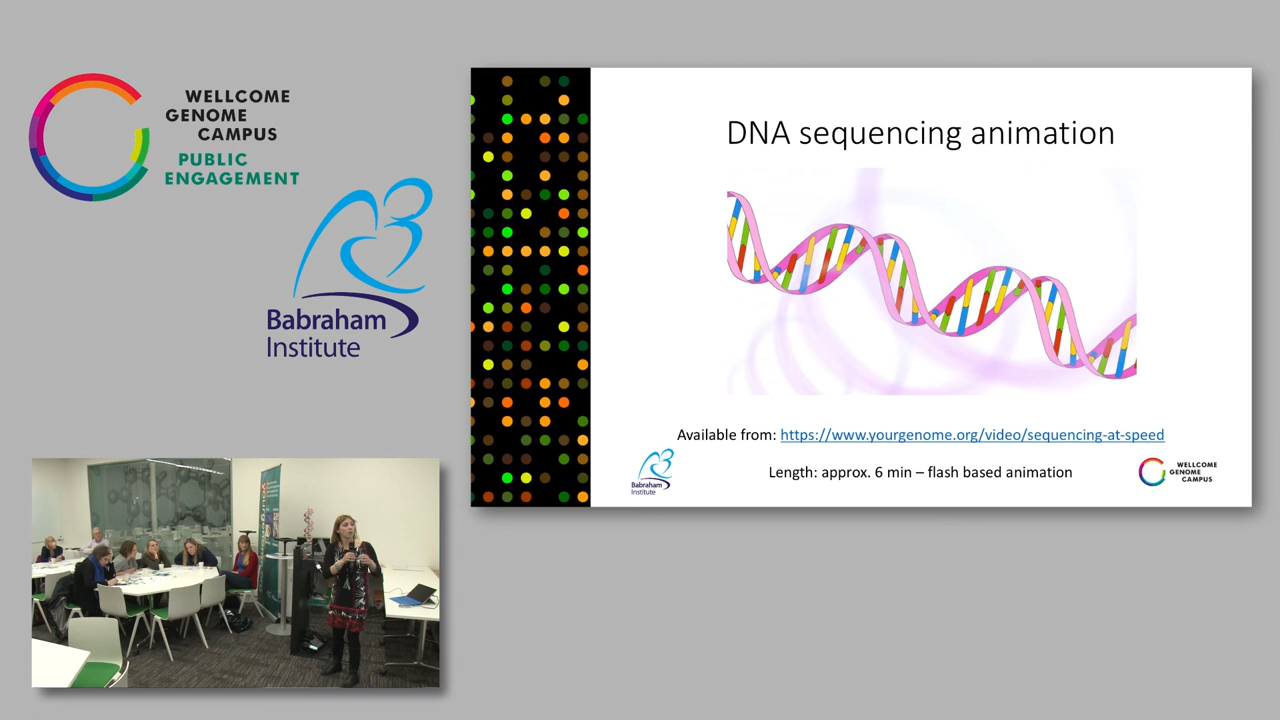 WELLCOME
GENOME
CAMPUS
PUBLIC
ENGAGEMENT
Babraham
Institute
DNA sequencing animation
Available from: https://www.yourgenome.org/video/sequencing-at-speed
Length: approx. 6 min – flash based animation
Babraham
Institute
WELLCOME
GENOME
CAMPUS